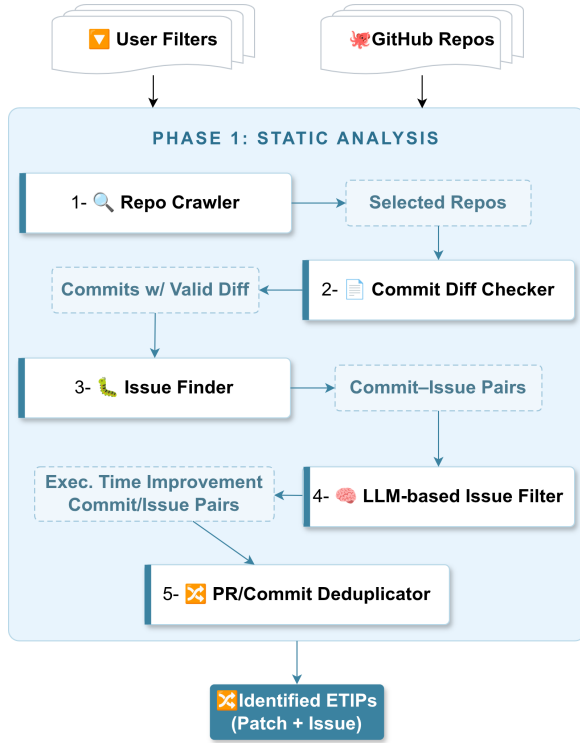 User Filters
GitHub Repos
PHASE 1: STATIC ANALYSIS
1- 🔍 Repo Crawler
Selected Repos
2- 📄 Commit Diff Checker
Commits w/ Valid Diff
3- 🐛 Issue Finder
Commit–Issue Pairs
4- 🧠 LLM-based Issue Filter
Exec. Time Improvement
Commit/Issue Pairs
5- 🔀 PR/Commit Deduplicator
🔀Identified ETIPs
(Patch + Issue)